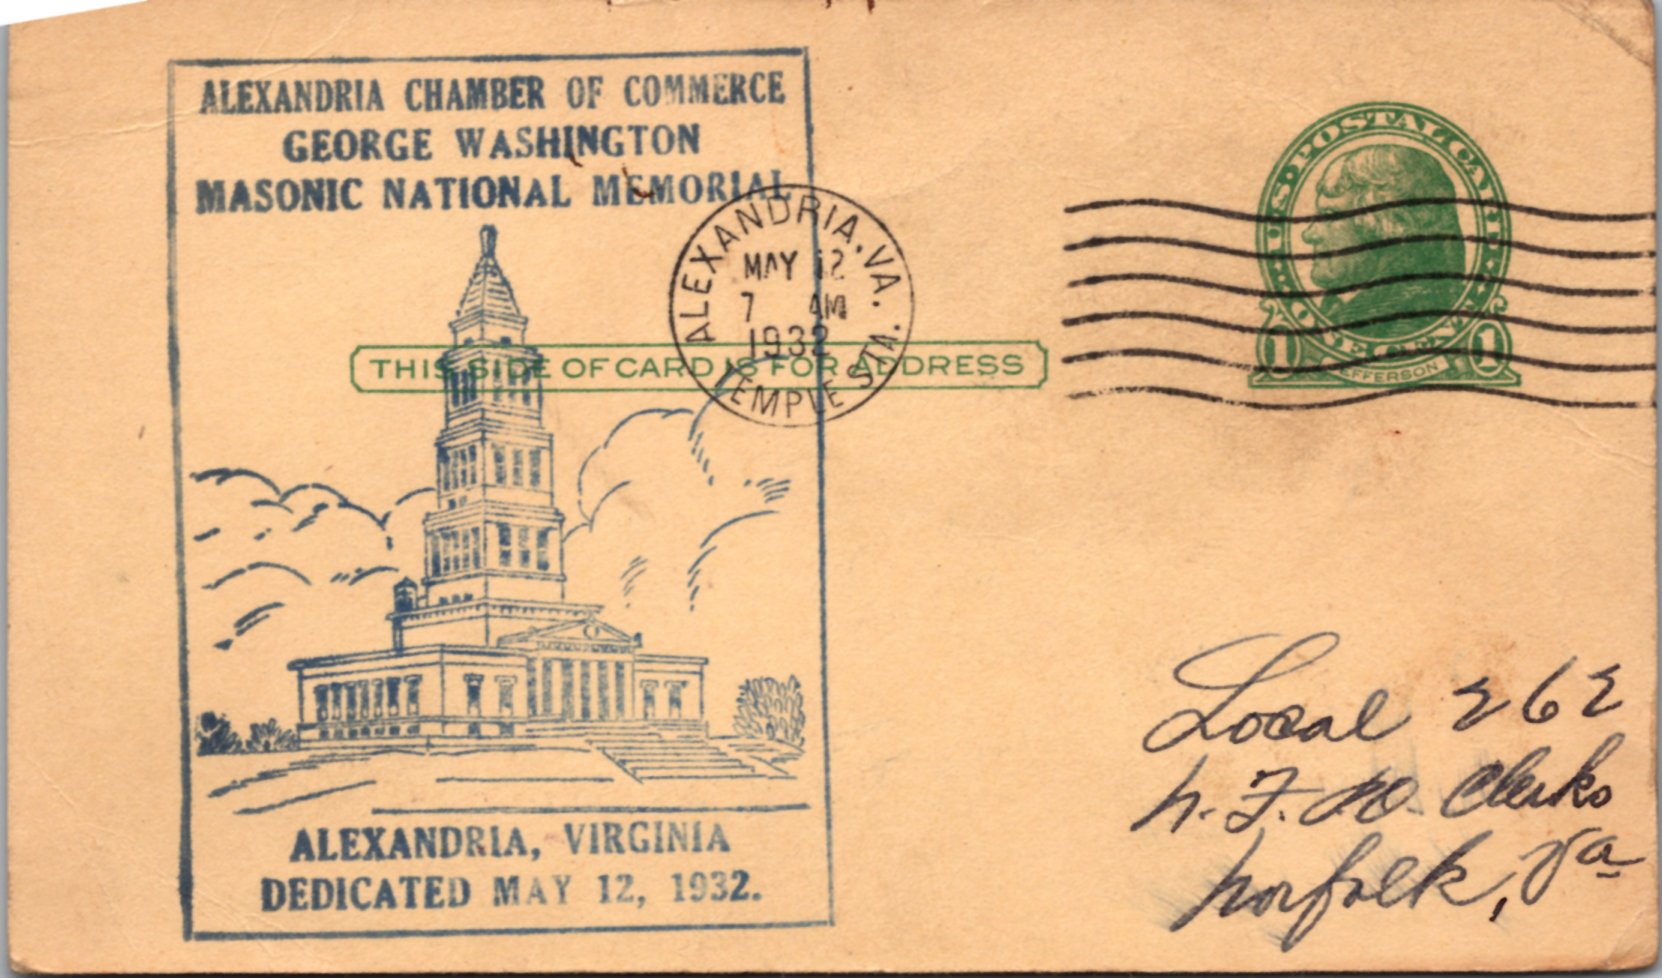 ALEXANDRIA CHAMBER OF COMMERCE
GEORGE WASHINGTON
MASONIC NATIONAL MEMORIAL
ALEXANDRIA, VA.
MAY 12
7 AM
1932
TEMPLE STA.
U.S. POSTAL CARD
ONE CENT
1 1
JEFFERSON
THIS SIDE OF CARD IS FOR ADDRESS
ALEXANDRIA, VIRGINIA
DEDICATED MAY 12, 1932.
Local 262
N. F. P.O. Clerks
Norfolk, Va